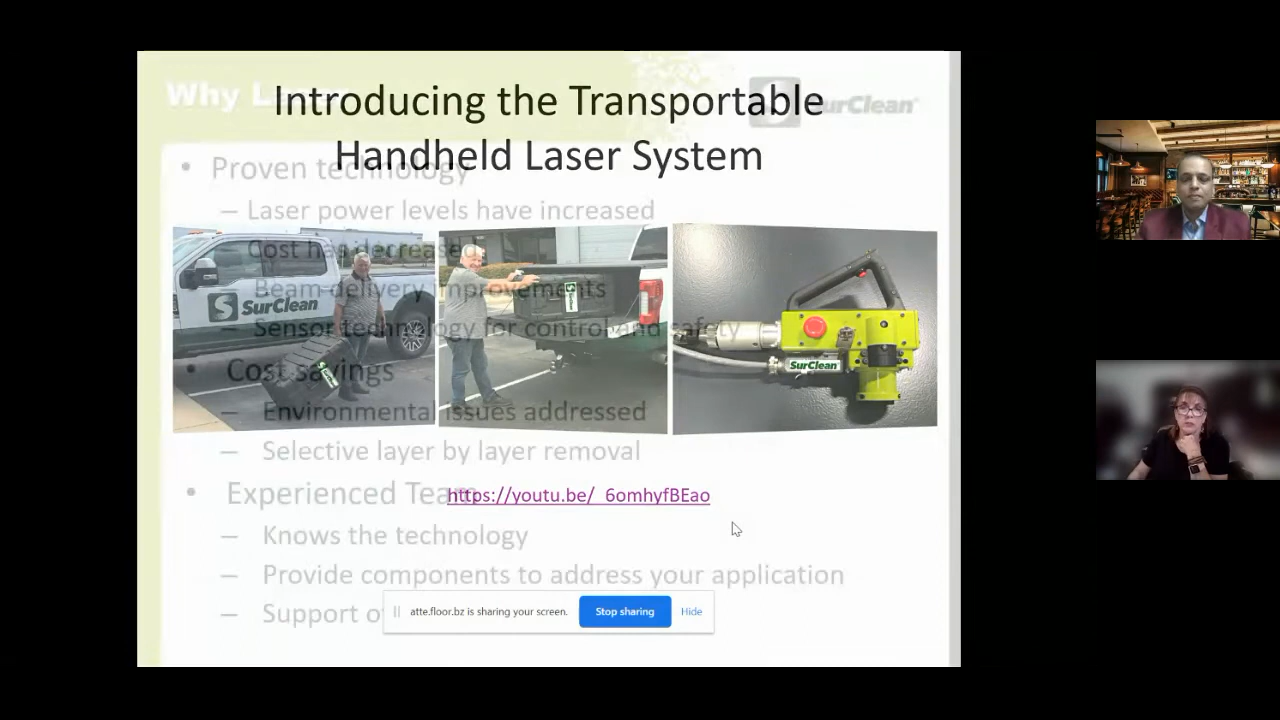 Why
SurClean
Introducing the Transportable
Handheld Laser System
• Proven technology
– Laser power levels have increased
Cost has decreased
Beam delivery improvements
– Sensor technology for control and safety
• Cost savings
– Environmental issues addressed
– Selective layer by layer removal
• Experienced Team
https://youtu.be/_6omhyfBEao
– Knows the technology
– Provide components to address your application
– Support
SurClean
SurClean
atte.floor.bz is sharing your screen.
Stop sharing
Hide